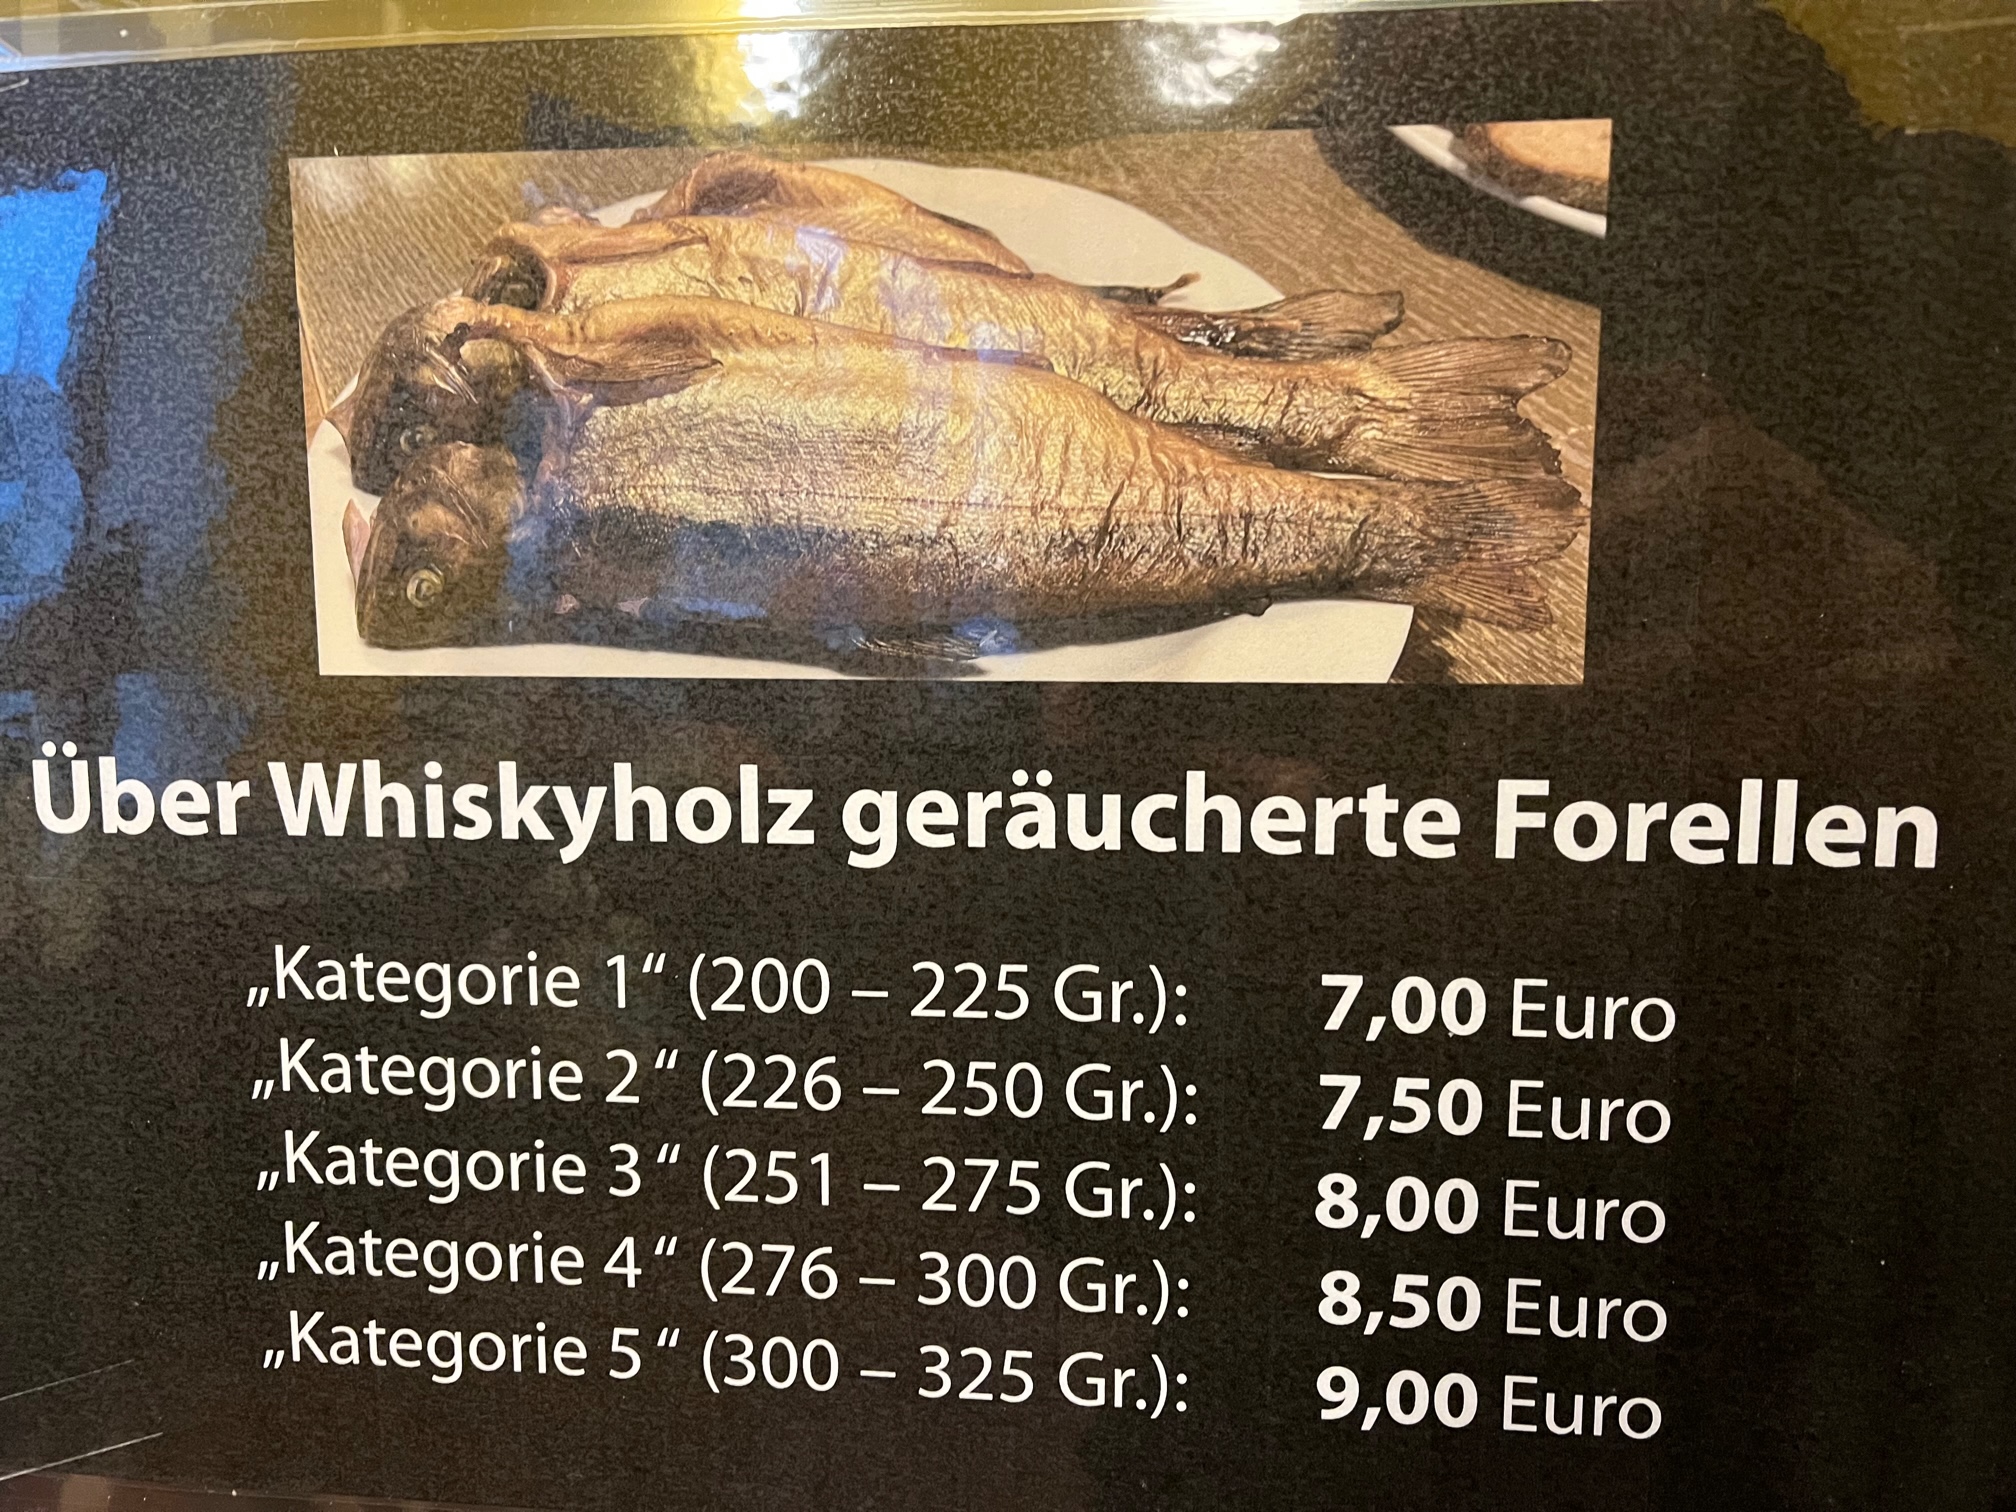 Über Whiskyholz geräucherte Forellen
„Kategorie 1“ (200 – 225 Gr.): 7,00 Euro
„Kategorie 2 “ (226 – 250 Gr.): 7,50 Euro
„Kategorie 3 “ (251 – 275 Gr.): 8,00 Euro
„Kategorie 4 “ (276 – 300 Gr.): 8,50 Euro
„Kategorie 5 “ (300 – 325 Gr.): 9,00 Euro